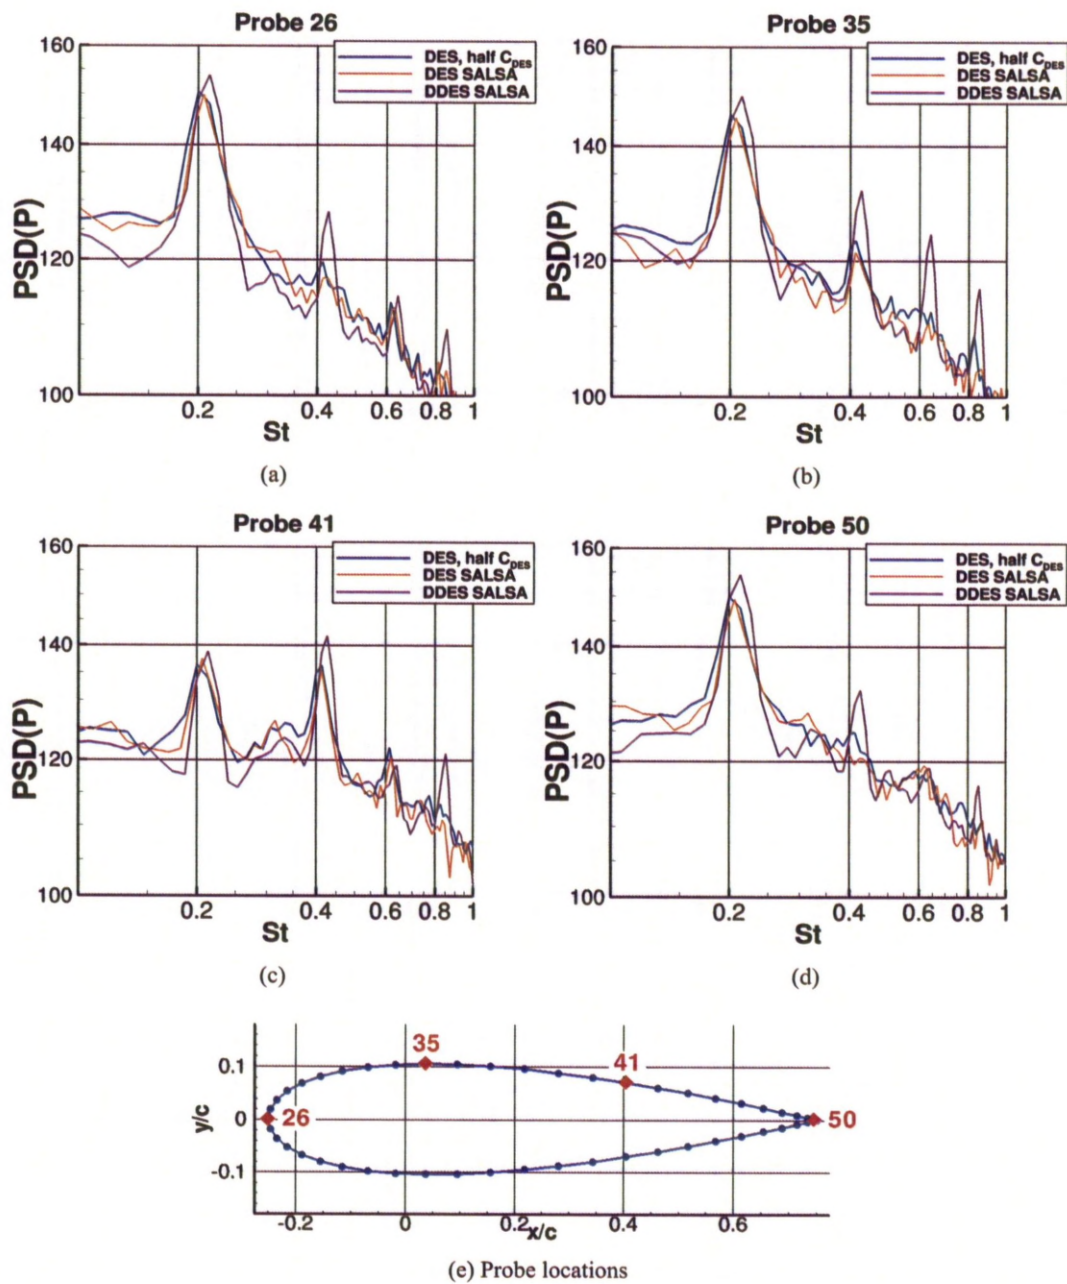 Probe 26
160
140
120
100
PSD(P)
DES, half CDES
DES SALSA
DDES SALSA
0.2 0.4 0.6 0.8 1
St
(a)
Probe 35
160
140
120
100
PSD(P)
DES, half CDES
DES SALSA
DDES SALSA
0.2 0.4 0.6 0.8 1
St
(b)
Probe 41
160
140
120
100
PSD(P)
DES, half CDES
DES SALSA
DDES SALSA
0.2 0.4 0.6 0.8 1
St
(c)
Probe 50
160
140
120
100
PSD(P)
DES, half CDES
DES SALSA
DDES SALSA
0.2 0.4 0.6 0.8 1
St
(d)
35
41
26
50
0.1
0
-0.1
y/c
-0.2 0 0.2 0.4 0.6
x/c
(e) Probe locations